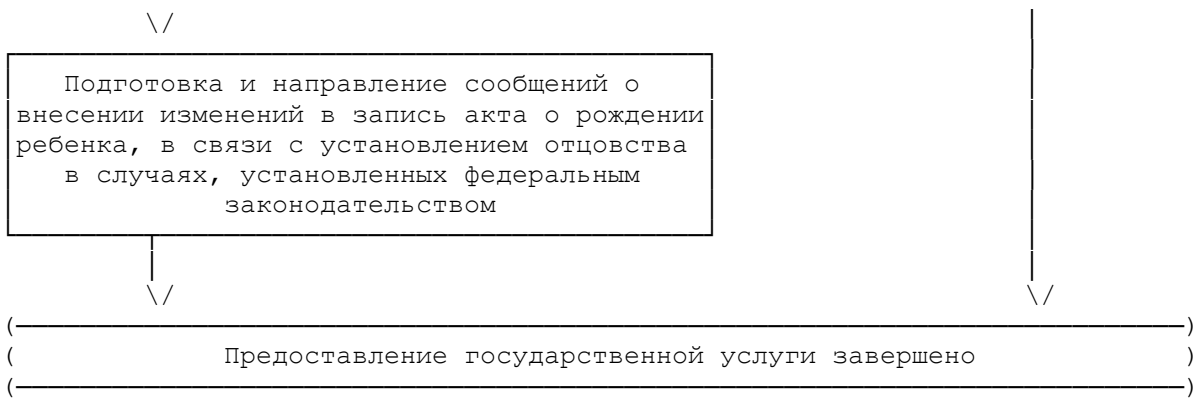 Подготовка и направление сообщений о
внесении изменений в запись акта о рождении
ребенка, в связи с установлением отцовства
в случаях, установленных федеральным
законодательством
Предоставление государственной услуги завершено